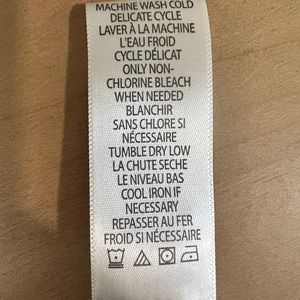 MACHINE WASH COLD
DELICATE CYCLE
LAVER À LA MACHINE
L'EAU FROID
CYCLE DÉLICAT
ONLY NON-
CHLORINE BLEACH
WHEN NEEDED
BLANCHIR
SANS CHLORE SI
NÉCESSAIRE
TUMBLE DRY LOW
LA CHUTE SECHE
LE NIVEAU BAS
COOL IRON IF
NECESSARY
REPASSER AU FER
FROID SI NÉCESSAIRE